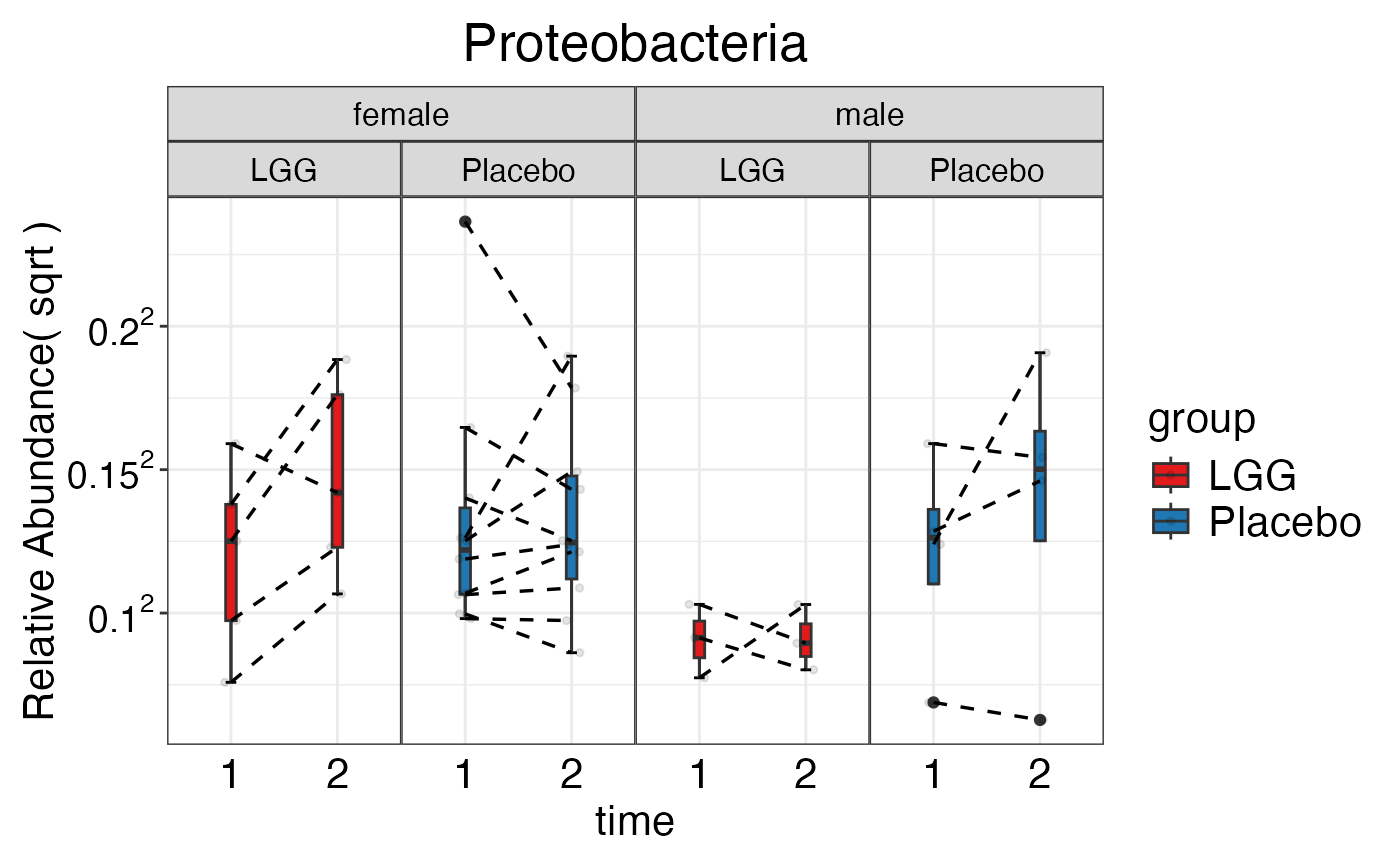 Proteobacteria
female male
LGG Placebo LGG Placebo
Relative Abundance( sqrt )
0.2²
0.15²
0.1²
1 2 1 2 1 2 1 2
time
group
LGG
Placebo